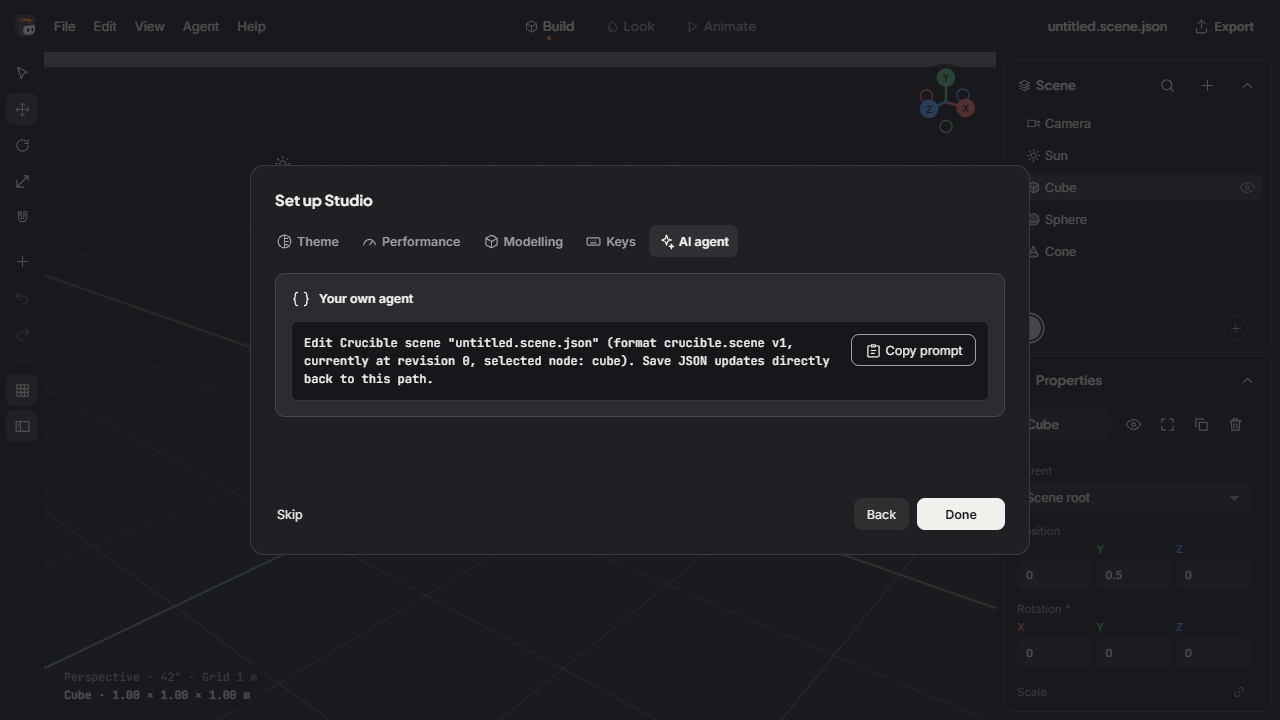 File Edit View Agent Help
Build Look Animate
untitled.scene.json Export
Y
Z X
Scene
Camera
Sun
Cube
Sphere
Cone
Set up Studio
Theme Performance Modelling Keys AI agent
Your own agent
Edit Crucible scene "untitled.scene.json" (format crucible.scene v1,
currently at revision 0, selected node: cube). Save JSON updates directly
back to this path.
Copy prompt
Skip Back Done
Properties
Cube
Scene root
Y Z
0 0.5 0
Rotation *
X Y Z
0 0 0
Scale
Perspective · 42° · Grid 1 m
Cube · 1.00 × 1.00 × 1.00 m